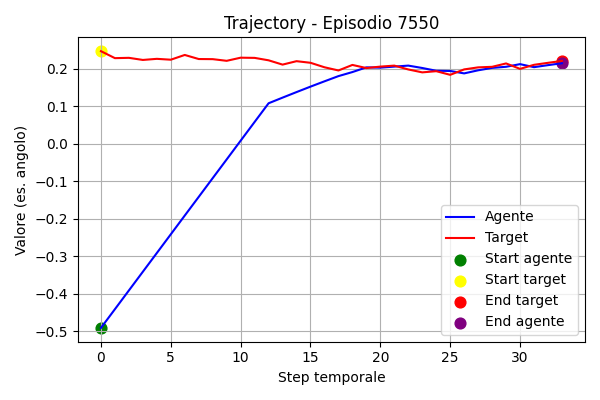 Trajectory - Episodio 7550
Valore (es. angolo)
0.2
0.1
0.0
−0.1
−0.2
−0.3
−0.4
−0.5
Agente
Target
Start agente
Start target
End target
End agente
0 5 10 15 20 25 30
Step temporale